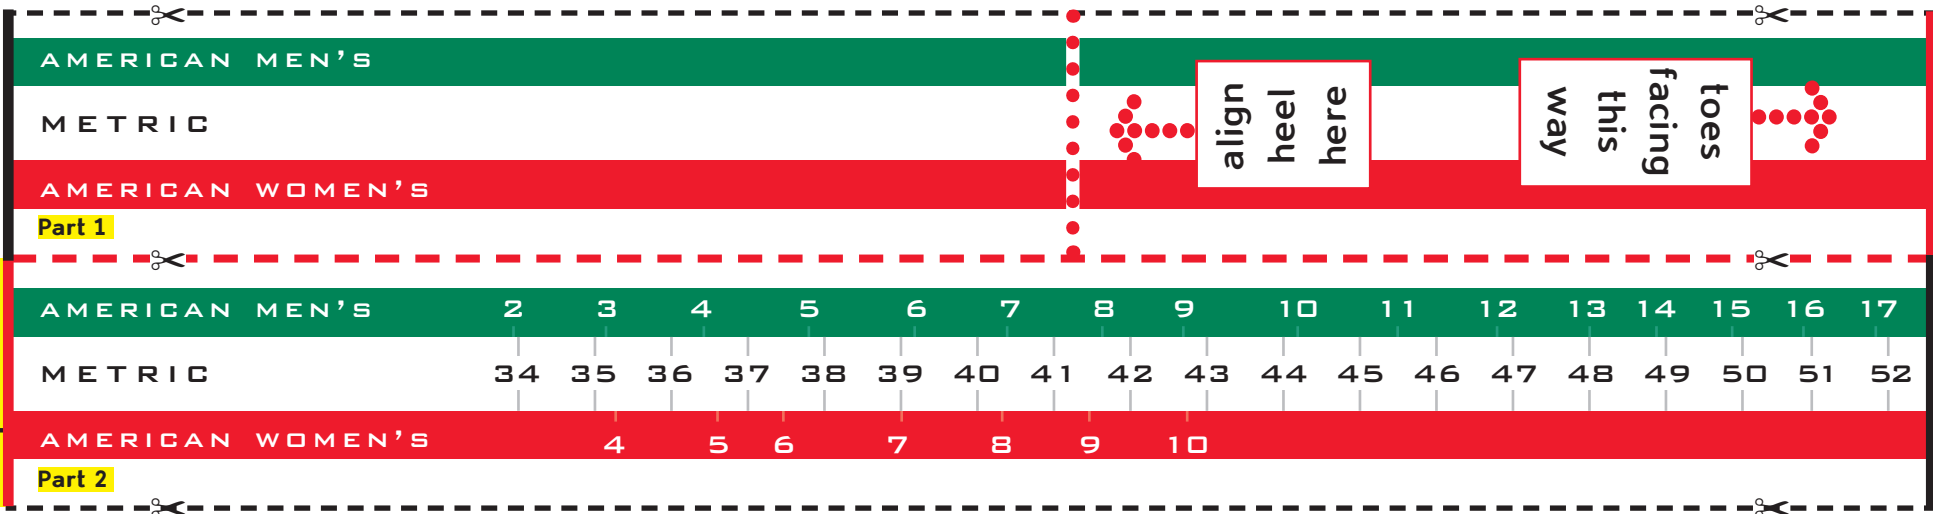 AMERICAN MEN'S
METRIC
AMERICAN WOMEN'S
Part 1
align
heel
here
toes
facing
this
way
AMERICAN MEN'S 2 3 4 5 6 7 8 9 10 11 12 13 14 15 16 17
METRIC 34 35 36 37 38 39 40 41 42 43 44 45 46 47 48 49 50 51 52
AMERICAN WOMEN'S 4 5 6 7 8 9 10
Part 2